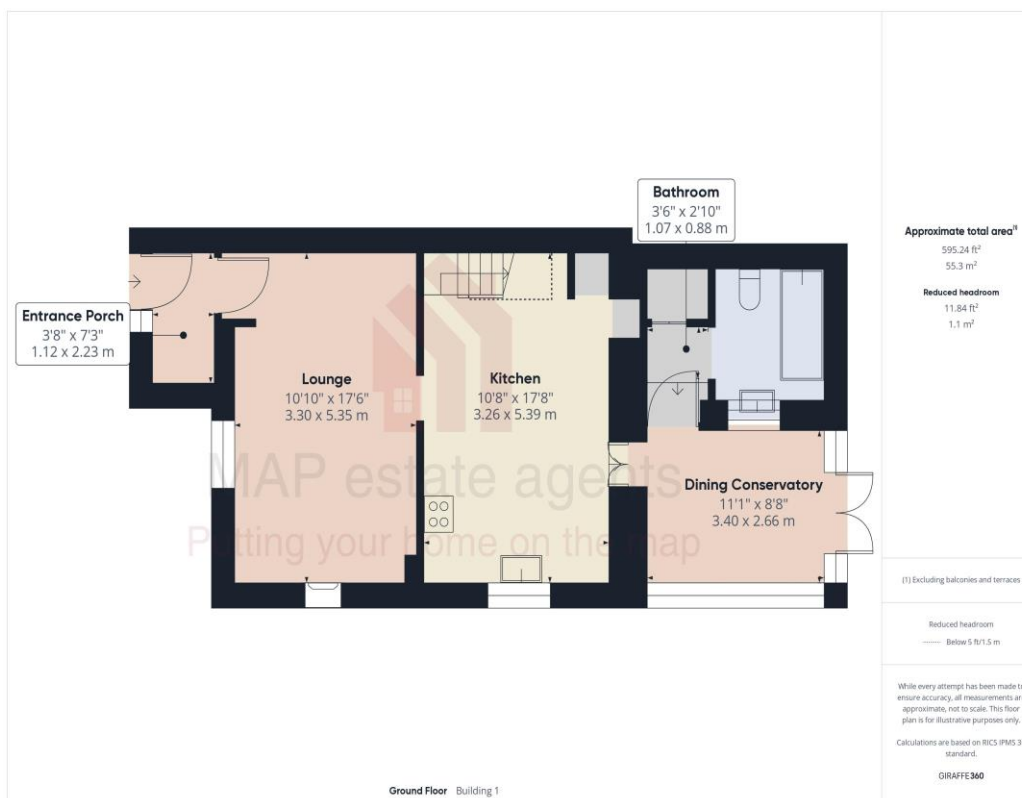 Bathroom
3'6" x 2'10"
1.07 x 0.88 m
Entrance Porch
3'8" x 7'3"
1.12 x 2.23 m
Lounge
10'10" x 17'6"
3.30 x 5.35 m
Kitchen
10'8" x 17'8"
3.26 x 5.39 m
Dining Conservatory
11'1" x 8'8"
3.40 x 2.66 m
MAP estate agents
Putting your home on the map
Ground Floor Building 1
Approximate total area(1)
595.24 ft²
55.3 m²
Reduced headroom
11.84 ft²
1.1 m²
(1) Excluding balconies and terraces
Reduced headroom
Below 5 ft/1.5 m
While every attempt has been made to
ensure accuracy, all measurements are
approximate, not to scale. This floor
plan is for illustrative purposes only.
Calculations are based on RICS IPMS 3
standard.
GIRAFFE360